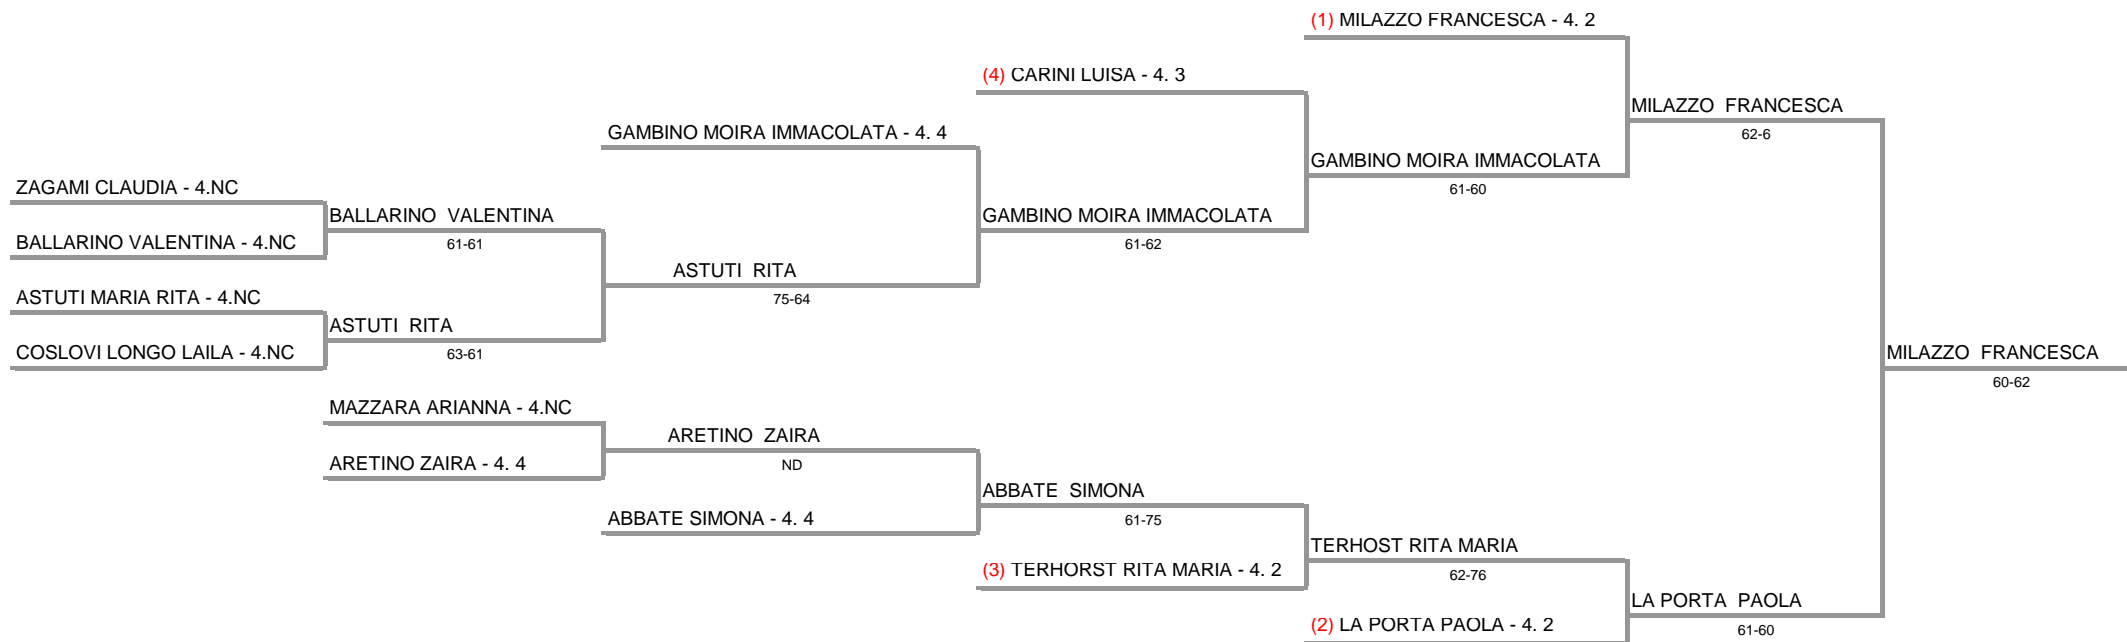 (1) MILAZZO FRANCESCA - 4. 2
(4) CARINI LUISA - 4. 3
MILAZZO  FRANCESCA
62-6
GAMBINO MOIRA IMMACOLATA - 4. 4
GAMBINO MOIRA IMMACOLATA
61-60
ZAGAMI CLAUDIA - 4.NC
BALLARINO  VALENTINA
61-61
GAMBINO MOIRA IMMACOLATA
61-62
BALLARINO VALENTINA - 4.NC
ASTUTI  RITA
75-64
ASTUTI MARIA RITA - 4.NC
ASTUTI  RITA
63-61
COSLOVI LONGO LAILA - 4.NC
MILAZZO  FRANCESCA
60-62
MAZZARA ARIANNA - 4.NC
ARETINO  ZAIRA
ND
ARETINO ZAIRA - 4. 4
ABBATE  SIMONA
61-75
ABBATE SIMONA - 4. 4
TERHOST RITA MARIA
62-76
(3) TERHORST RITA MARIA - 4. 2
LA PORTA  PAOLA
61-60
(2) LA PORTA PAOLA - 4. 2